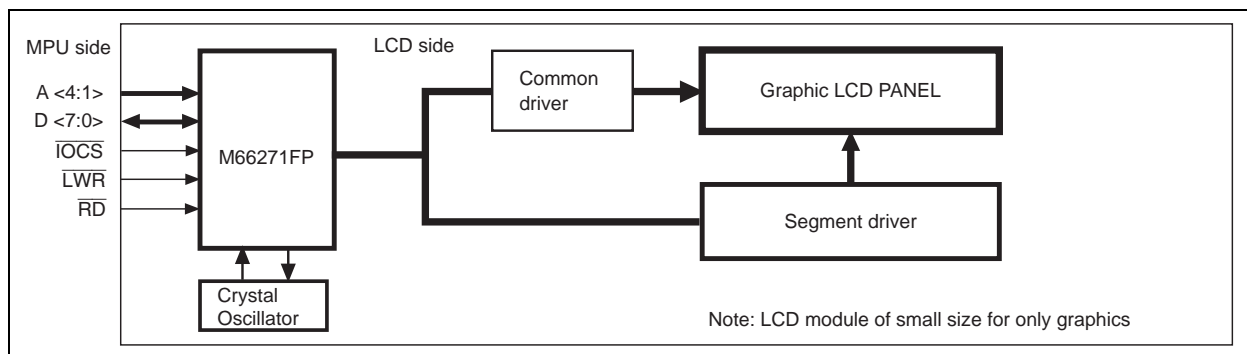 MPU side
A <4:1>
D <7:0>
IOCS
LWR
RD
M66271FP
Crystal
Oscillator
LCD side
Common
driver
Graphic LCD PANEL
Segment driver
Note: LCD module of small size for only graphics